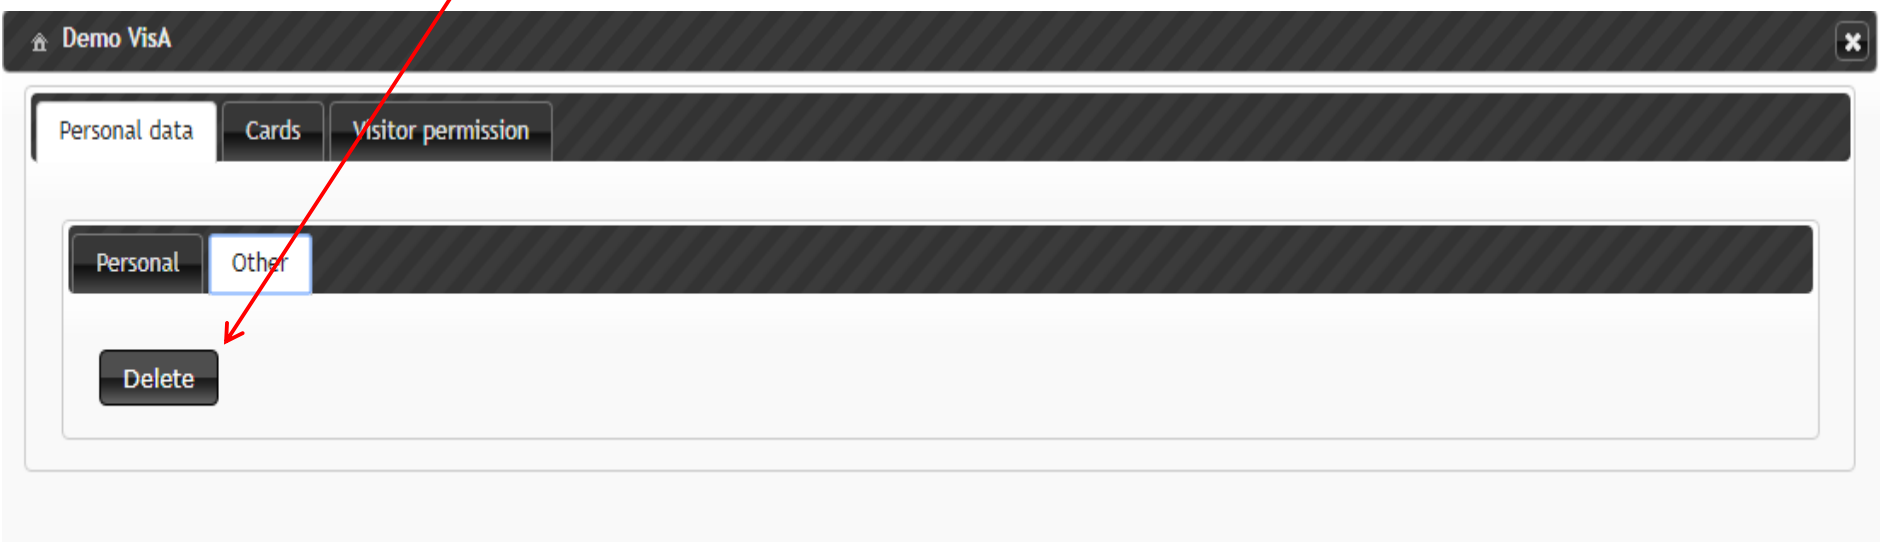 Demo VisA
Personal data Cards Visitor permission
Personal Other
Delete